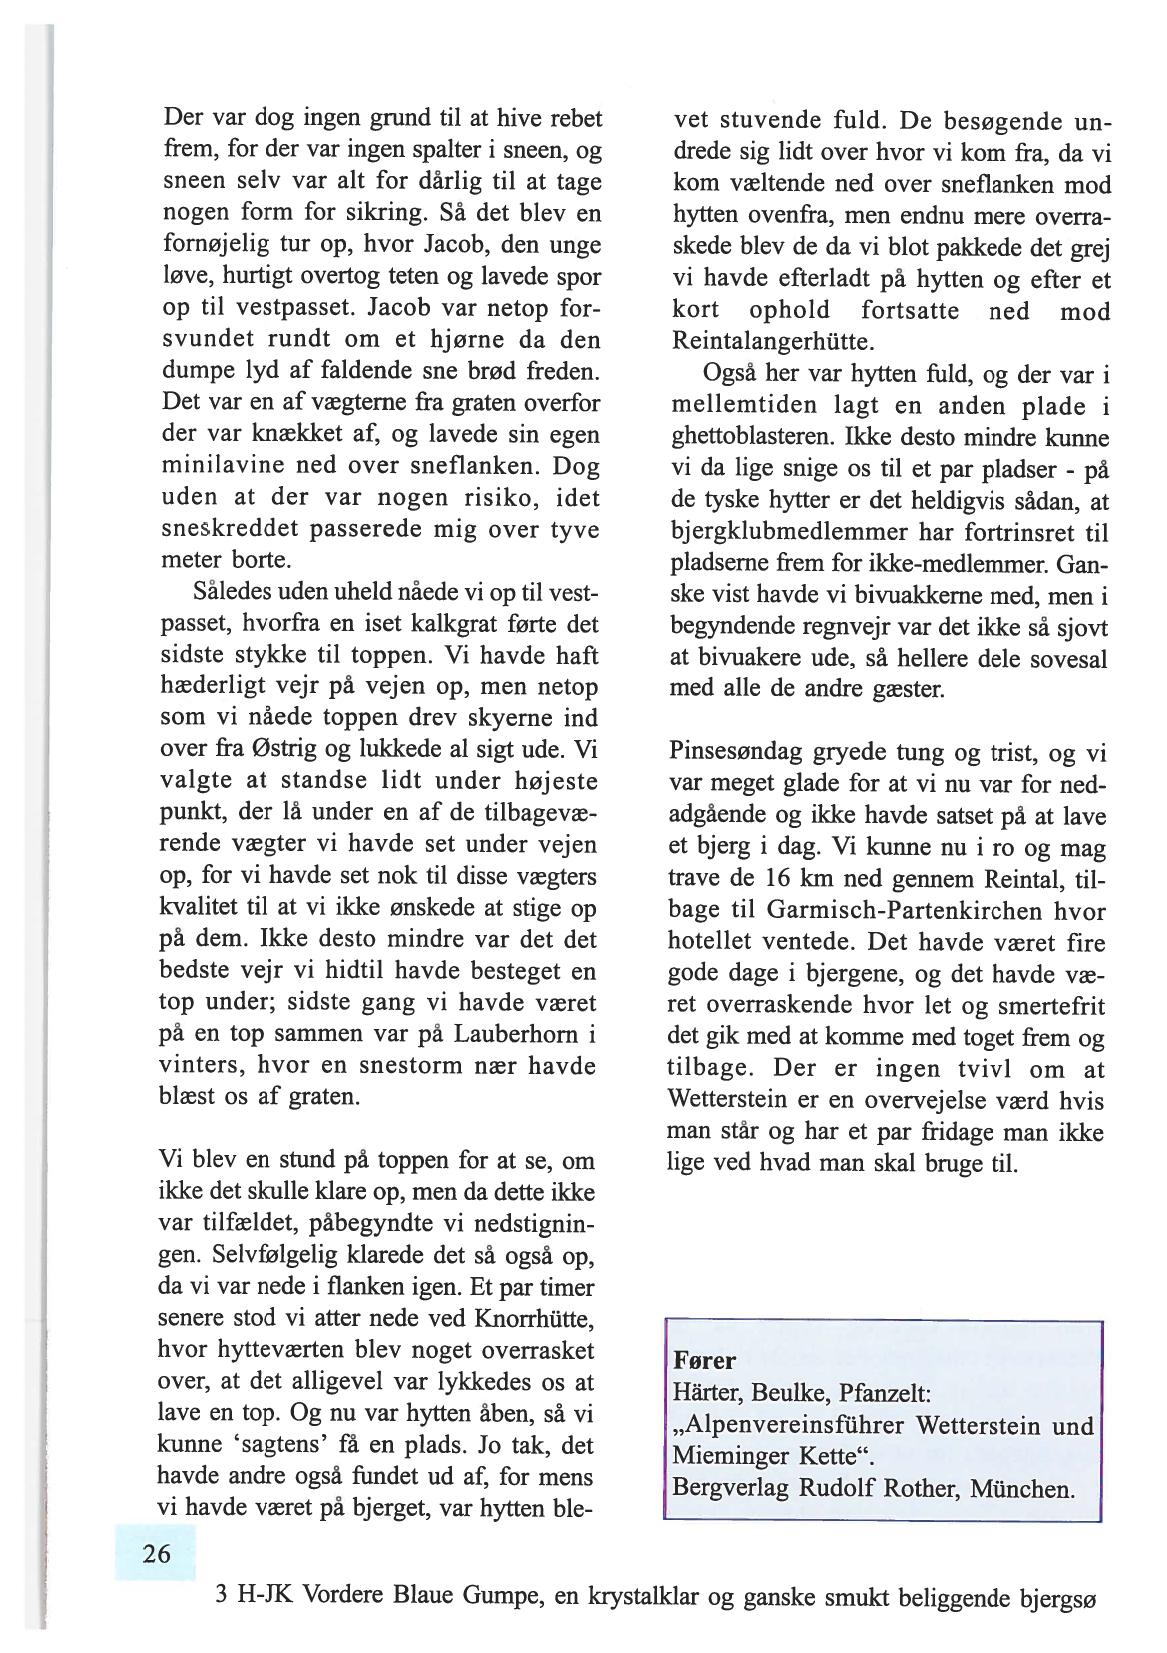 Der var dog ingen grund til at hive rebet
frem, for der var ingen spalter i sneen, og
sneen selv var alt for dårlig til at tage
nogen form for sikring. Så det blev en
fornøjelig tur op, hvor Jacob, den unge
løve, hurtigt overtog teten og lavede spor
op til vestpasset. Jacob var netop for-
svundet rundt om et hjørne da den
dumpe lyd af faldende sne brød freden.
Det var en af vægterne fra graten overfor
der var knækket af, og lavede sin egen
minilavine ned over sneflanken. Dog
uden at der var nogen risiko, idet
sneskreddet passerede mig over tyve
meter borte.
Således uden uheld nåede vi op til vest-
passet, hvorfra en iset kalkgrat førte det
sidste stykke til toppen. Vi havde haft
hæderligt vejr på vejen op, men netop
som vi nåede toppen drev skyerne ind
over fra Østrig og lukkede al sigt ude. Vi
valgte at standse lidt under højeste
punkt, der lå under en af de tilbagevæ-
rende vægter vi havde set under vejen
op, for vi havde set nok til disse vægters
kvalitet til at vi ikke ønskede at stige op
på dem. Ikke desto mindre var det det
bedste vejr vi hidtil havde besteget en
top under; sidste gang vi havde været
på en top sammen var på Lauberhorn i
vinters, hvor en snestorm nær havde
blæst os af graten.
Vi blev en stund på toppen for at se, om
ikke det skulle klare op, men da dette ikke
var tilfældet, påbegyndte vi nedstignin-
gen. Selvfølgelig klarede det så også op,
da vi var nede i flanken igen. Et par timer
senere stod vi atter nede ved Knorrhütte,
hvor hytteværten blev noget overrasket
over, at det alligevel var lykkedes os at
lave en top. Og nu var hytten åben, så vi
kunne ‘sagtens’ få en plads. Jo tak, det
havde andre også fundet ud af, for mens
vi havde været på bjerget, var hytten ble-
vet stuvende fuld. De besøgende un-
drede sig lidt over hvor vi kom fra, da vi
kom væltende ned over sneflanken mod
hytten ovenfra, men endnu mere overra-
skede blev de da vi blot pakkede det grej
vi havde efterladt på hytten og efter et
kort ophold fortsatte ned mod
Reintalangerhütte.
Også her var hytten fuld, og der var i
mellemtiden lagt en anden plade i
ghettoblasteren. Ikke desto mindre kunne
vi da lige snige os til et par pladser - på
de tyske hytter er det heldigvis sådan, at
bjergklubmedlemmer har fortrinsret til
pladserne frem for ikke-medlemmer. Gan-
ske vist havde vi bivuakkerne med, men i
begyndende regnvejr var det ikke så sjovt
at bivuakere ude, så hellere dele sovesal
med alle de andre gæster.
Pinsesøndag gryede tung og trist, og vi
var meget glade for at vi nu var for ned-
adgående og ikke havde satset på at lave
et bjerg i dag. Vi kunne nu i ro og mag
trave de 16 km ned gennem Reintal, til-
bage til Garmisch-Partenkirchen hvor
hotellet ventede. Det havde været fire
gode dage i bjergene, og det havde væ-
ret overraskende hvor let og smertefrit
det gik med at komme med toget frem og
tilbage. Der er ingen tvivl om at
Wetterstein er en overvejelse værd hvis
man står og har et par fridage man ikke
lige ved hvad man skal bruge til.
Fører
Härter, Beulke, Pfanzelt:
„Alpenvereinsführer Wetterstein und
Mieminger Kette“.
Bergverlag Rudolf Rother, München.
26
3 H-JK Vordere Blaue Gumpe, en krystalklar og ganske smukt beliggende bjergsø